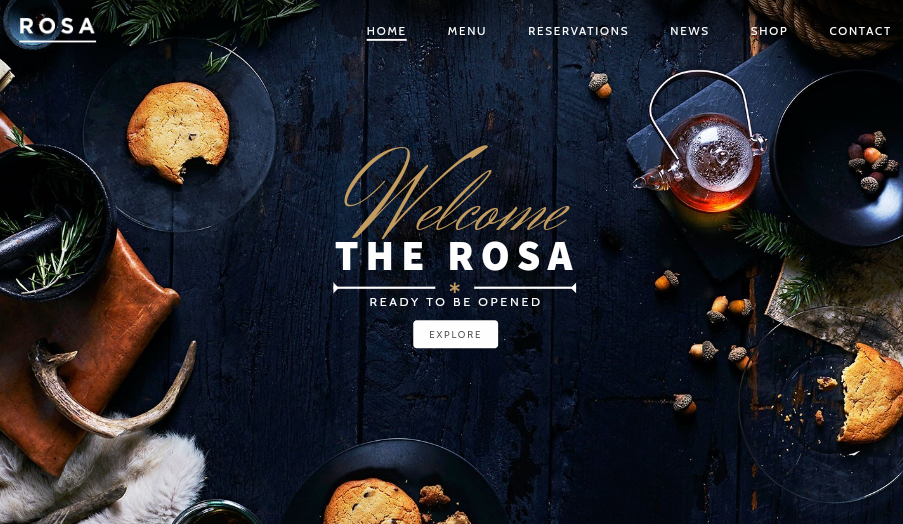 ROSA
HOME MENU RESERVATIONS NEWS SHOP CONTACT
Welcome
THE ROSA
READY TO BE OPENED
EXPLORE